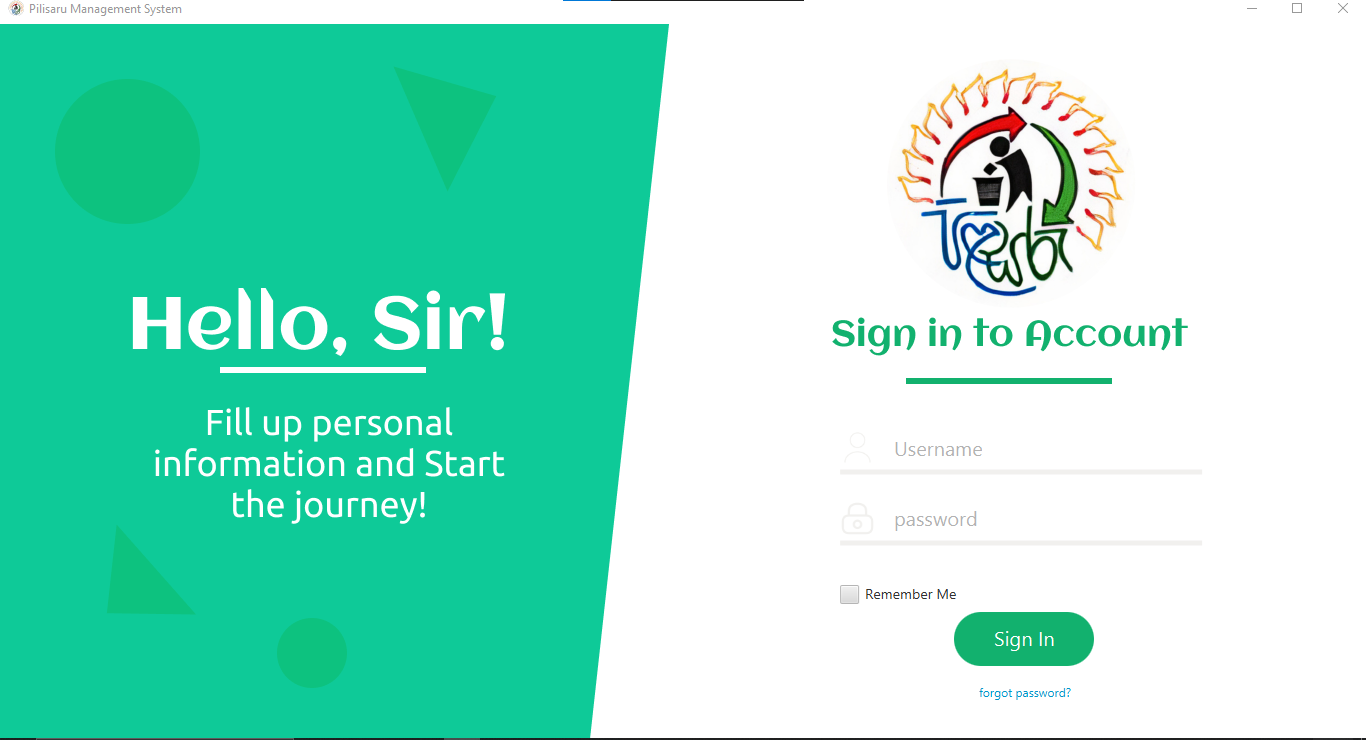 Pilisaru Management System
Hello, Sir!
Fill up personal
information and Start
the journey!
පිලිසරු
Sign in to Account
Username
password
Remember Me
Sign In
forgot password?